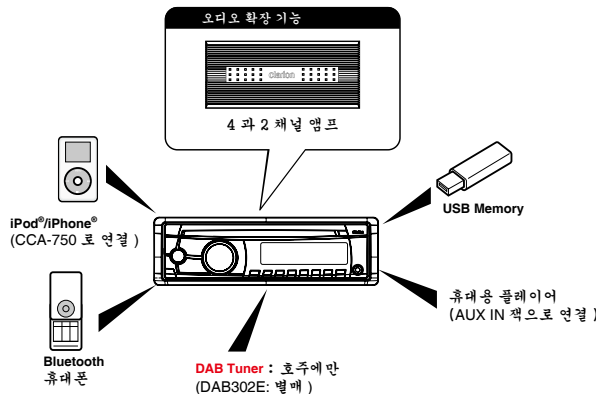 오디오 확장 기능
clarion
4 과 2 채널 앰프
iPod®/iPhone®
(CCA-750 로 연결 )
USB Memory
휴대용 플레이어
(AUX IN 잭으로 연결 )
Bluetooth
휴대폰
DAB Tuner : 호주에만
(DAB302E: 별매 )